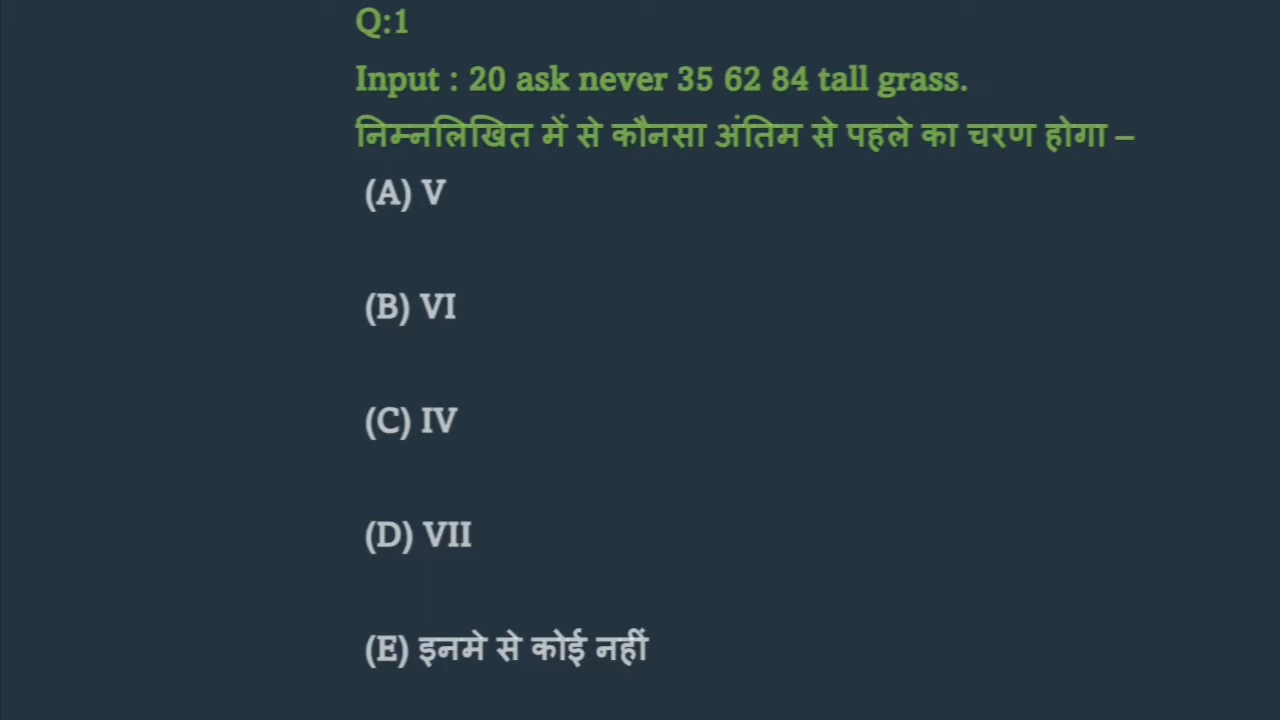 Q:1
Input : 20 ask never 35 62 84 tall grass.
निम्नलिखित में से कौनसा अंतिम से पहले का चरण होगा –
(A) V
(B) VI
(C) IV
(D) VII
(E) इनमे से कोई नहीं